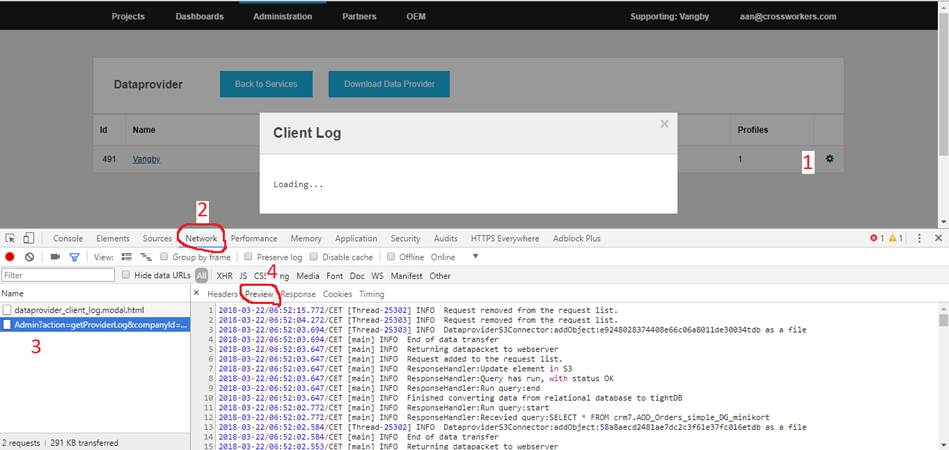 Projects Dashboards Administration Partners OEM Supporting: Vangby aan@crossworkers.com
Dataprovider Back to Services Download Data Provider
Id Name Profiles
491 Vangby 1 1
Client Log ×
Loading...
2
Console Elements Sources Network Performance Memory Application Security Audits HTTPS Everywhere Adblock Plus 1 1
View: Group by frame Preserve log Disable cache Offline Online
4
Filter Hide data URLs All XHR JS CSS Img Media Font Doc WS Manifest Other
Name × Headers Preview Response Cookies Timing
dataprovider_client_log.modal.html
Admin?action=getProviderLog&companyId=...
3
1 2018-03-22/06:52:15.772/CET [Thread-25302] INFO Request removed from the request list.
2 2018-03-22/06:52:04.272/CET [Thread-25303] INFO Request removed from the request list.
3 2018-03-22/06:52:03.694/CET [Thread-25303] INFO DataproviderS3Connector:addObject:e9248028374408e66c06a8011de30034tdb as a file
4 2018-03-22/06:52:03.694/CET [main] INFO End of data transfer
5 2018-03-22/06:52:03.647/CET [main] INFO Returning datapacket to webserver
6 2018-03-22/06:52:03.647/CET [main] INFO Request added to the request list.
7 2018-03-22/06:52:03.647/CET [main] INFO ResponseHandler:Update element in S3
8 2018-03-22/06:52:03.647/CET [main] INFO ResponseHandler:Query has run, with status OK
9 2018-03-22/06:52:03.647/CET [main] INFO ResponseHandler:Run query:end
10 2018-03-22/06:52:03.647/CET [main] INFO Finished converting data from relational database to tightDB
11 2018-03-22/06:52:02.772/CET [main] INFO ResponseHandler:Run query:start
12 2018-03-22/06:52:02.772/CET [main] INFO ResponseHandler:Recevied query:SELECT * FROM crm7.AOD_Orders_simple_DG_minikort
13 2018-03-22/06:52:02.584/CET [Thread-25302] INFO DataproviderS3Connector:addObject:58a8aecd2481ae7dc2c3f61e37fc016etdb as a file
14 2018-03-22/06:52:02.584/CET [main] INFO End of data transfer
15 2018-03-22/06:52:02.553/CET [main] INFO Returning datapacket to webserver
2 requests | 291 KB transferred